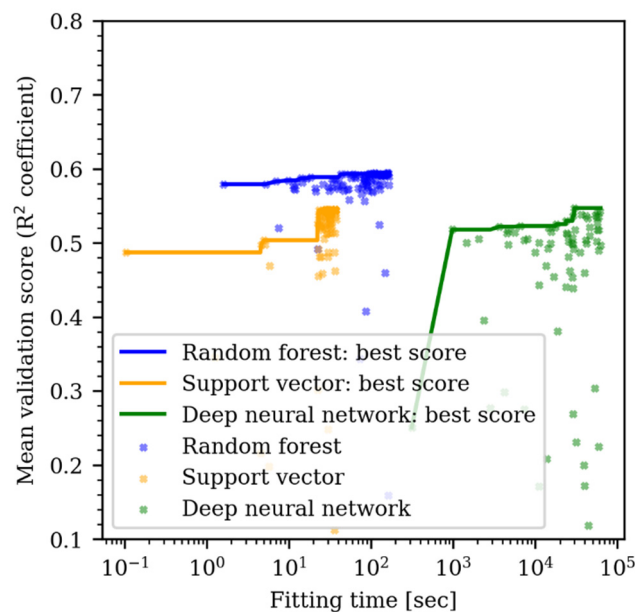 0.8
0.7
0.6
0.5
0.4
0.3
0.2
0.1
Mean validation score (R² coefficient)
Random forest: best score
Support vector: best score
Deep neural network: best score
Random forest
Support vector
Deep neural network
10⁻¹ 10⁰ 10¹ 10² 10³ 10⁴ 10⁵
Fitting time [sec]